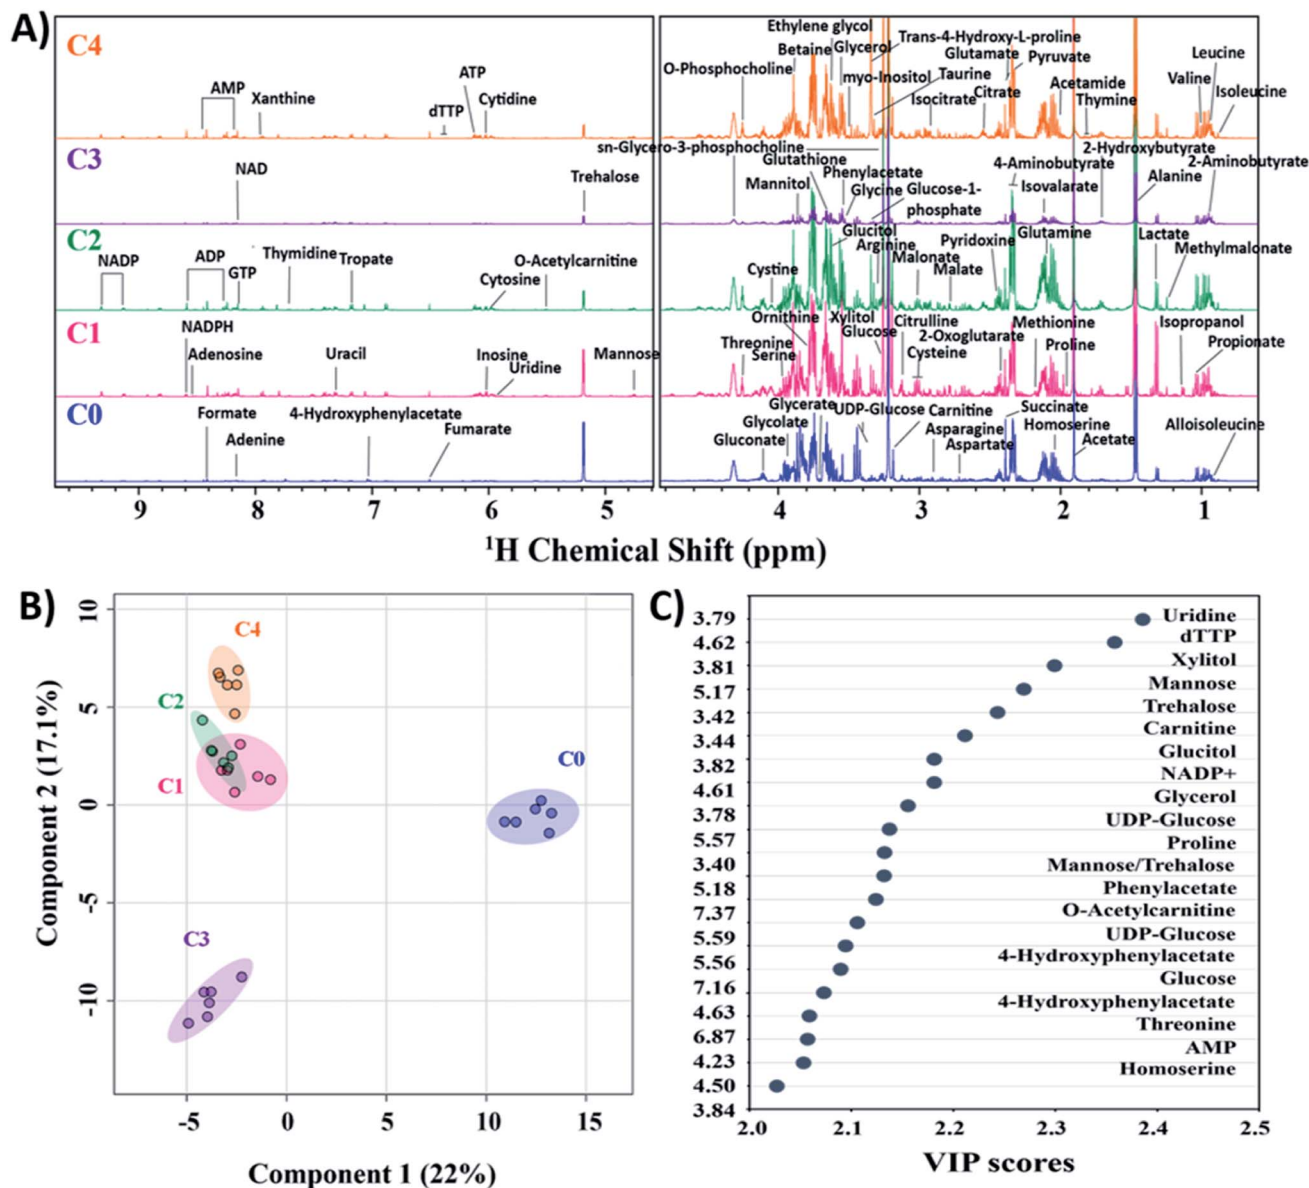 A)
C4
AMP
Xanthine
dTTP
ATP
Cytidine
O-Phosphocholine
Ethylene glycol
Betaine
Glycerol
myo-Inositol
Trans-4-Hydroxy-L-proline
Glutamate
Pyruvate
Taurine
Isocitrate
Citrate
Acetamide
Thymine
Leucine
Valine
Isoleucine
C3
NAD
Trehalose
sn-Glycero-3-phosphocholine
Glutathione
Mannitol
Phenylacetate
Glycine
Glucose-1-
phosphate
4-Aminobutyrate
Isovalarate
2-Hydroxybutyrate
2-Aminobutyrate
Alanine
C2
NADP
ADP
GTP
Thymidine
Tropate
Cytosine
O-Acetylcarnitine
Cystine
Glucitol
Arginine
Malonate
Malate
Pyridoxine
Glutamine
Lactate
Methylmalonate
C1
NADPH
Adenosine
Uracil
Inosine
Uridine
Mannose
Threonine
Serine
Ornithine
Xylitol
Glucose
Citrulline
2-Oxoglutarate
Cysteine
Methionine
Proline
Isopropanol
Propionate
C0
Formate
Adenine
4-Hydroxyphenylacetate
Fumarate
Gluconate
Glycolate
Glycerate
UDP-Glucose
Carnitine
Asparagine
Aspartate
Succinate
Homoserine
Acetate
Alloisoleucine
9 8 7 6 5 4 3 2 1
¹H Chemical Shift (ppm)
B)
Component 2 (17.1%)
10
5
0
-5
-10
C4
C2
C1
C0
C3
-5 0 5 10 15
Component 1 (22%)
C)
3.79
4.62
3.81
5.17
3.42
3.44
3.82
4.61
3.78
5.57
3.40
5.18
7.37
5.59
5.56
7.16
4.63
6.87
4.23
4.50
3.84
Uridine
dTTP
Xylitol
Mannose
Trehalose
Carnitine
Glucitol
NADP+
Glycerol
UDP-Glucose
Proline
Mannose/Trehalose
Phenylacetate
O-Acetylcarnitine
UDP-Glucose
4-Hydroxyphenylacetate
Glucose
4-Hydroxyphenylacetate
Threonine
AMP
Homoserine
2.0 2.1 2.2 2.3 2.4 2.5
VIP scores